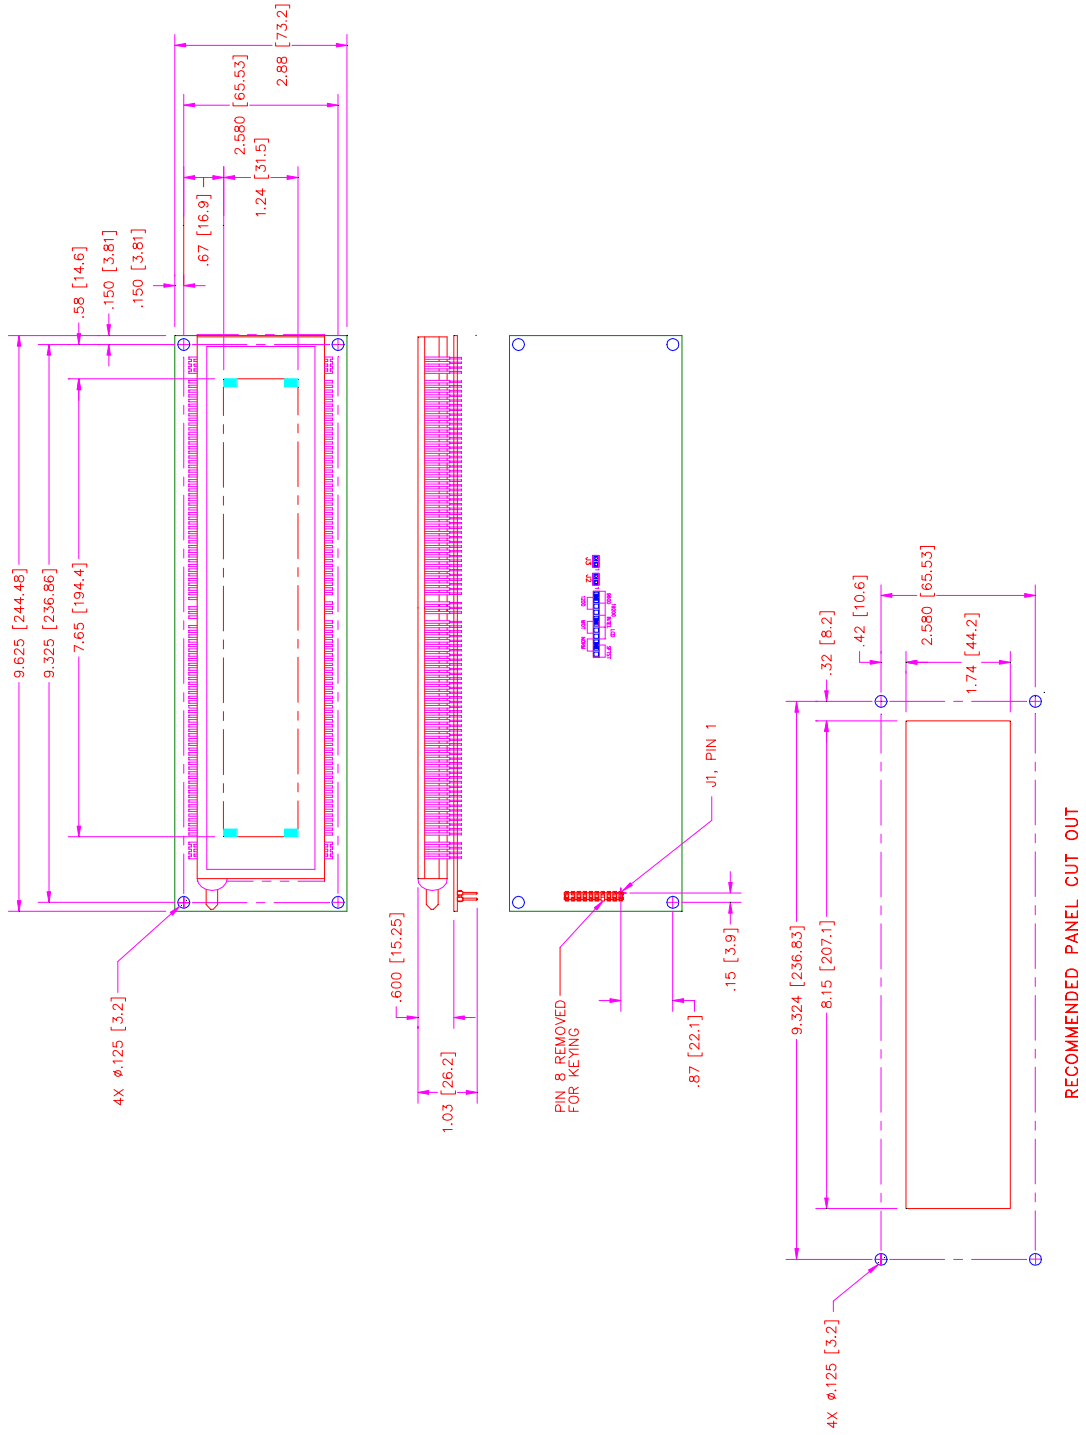 2.88 [73.2]
2.580 [65.53]
1.24 [31.5]
.67 [16.9]
.150 [3.81]
.150 [3.81]
.58 [14.6]
9.625 [244.48]
9.325 [236.86]
7.65 [194.4]
4X ø.125 [3.2]
.600 [15.25]
1.03 [26.2]
J3
J2
J1, PIN 1
PIN 8 REMOVED
FOR KEYING
.15 [3.9]
.87 [22.1]
2.580 [65.53]
.42 [10.6]
.32 [8.2]
1.74 [44.2]
9.324 [236.83]
8.15 [207.1]
4X ø.125 [3.2]
RECOMMENDED PANEL CUT OUT